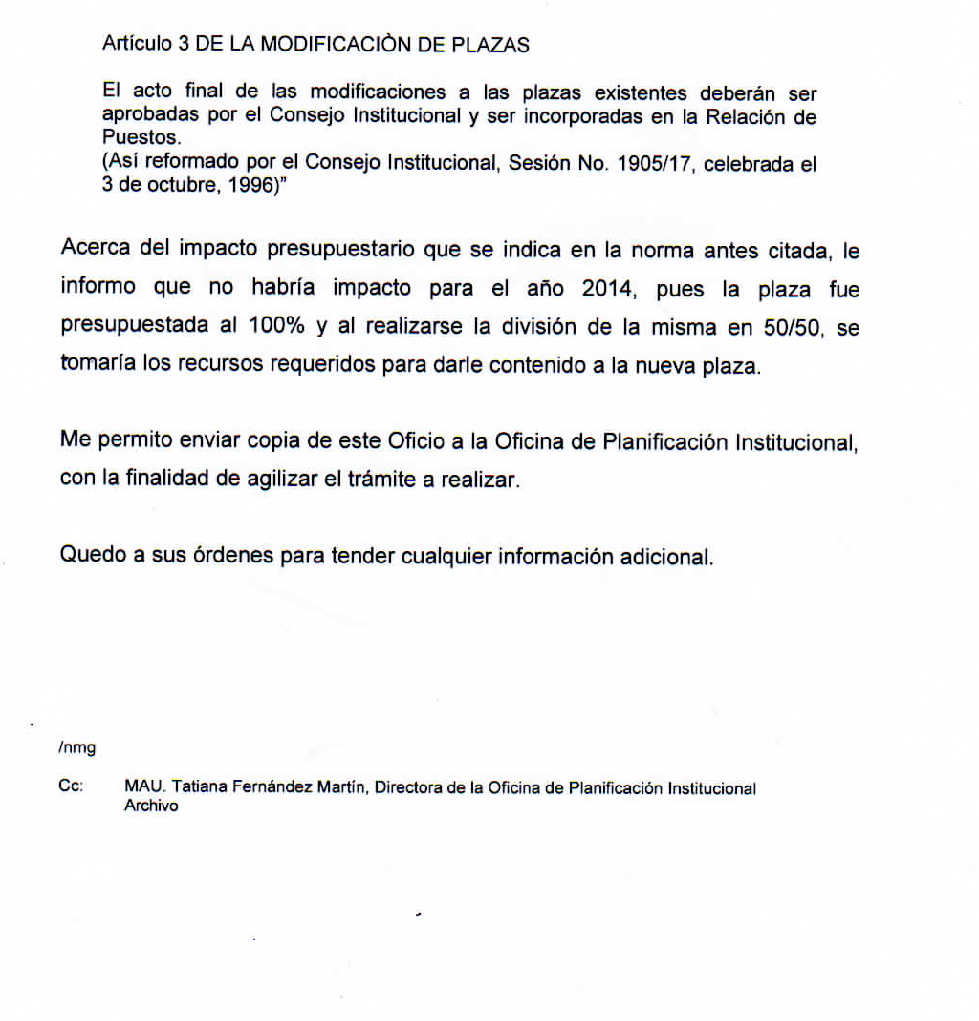 Artículo 3 DE LA MODIFICACIÒN DE PLAZAS
El acto final de las modificaciones a las plazas existentes deberán ser
aprobadas por el Consejo Institucional y ser incorporadas en la Relación de
Puestos.
(Así reformado por el Consejo Institucional, Sesión No. 1905/17, celebrada el
3 de octubre, 1996)”
Acerca del impacto presupuestario que se indica en la norma antes citada, le
informo que no habría impacto para el año 2014, pues la plaza fue
presupuestada al 100% y al realizarse la división de la misma en 50/50, se
tomaría los recursos requeridos para darle contenido a la nueva plaza.
Me permito enviar copia de este Oficio a la Oficina de Planificación Institucional,
con la finalidad de agilizar el trámite a realizar.
Quedo a sus órdenes para tender cualquier información adicional.
/nmg
Cc: MAU. Tatiana Fernández Martín, Directora de la Oficina de Planificación Institucional
Archivo